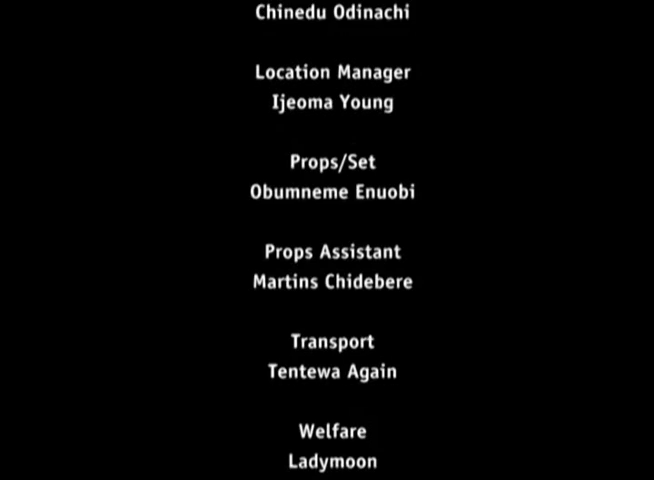 Chinedu Odinachi
Location Manager
Ijeoma Young
Props/Set
Obumneme Enuobi
Props Assistant
Martins Chidebere
Transport
Tentewa Again
Welfare
Ladymoon